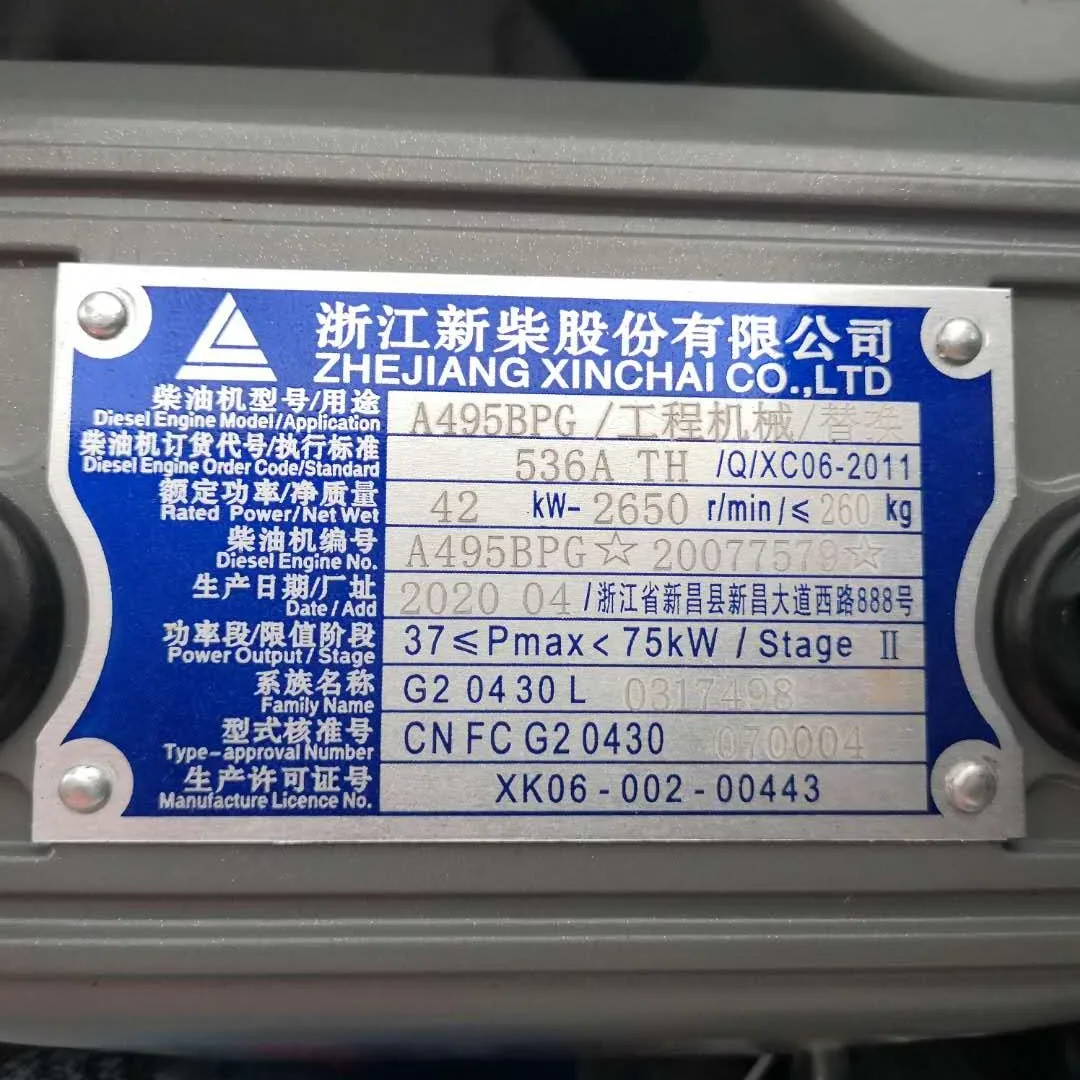 浙江新柴股份有限公司
ZHEJIANG XINCHAI CO.,LTD
柴油机型号/用途 A495BPG /工程机械/替换
Diesel Engine Model/Application
柴油机订货代号/执行标准 536A TH /Q/XC06-2011
Diesel Engine Order Code/Standard
额定功率/净质量 42 kW- 2650 r/min/≤ 260 kg
Rated Power/Net Wet
柴油机编号 A495BPG☆20077579☆
Diesel Engine No.
生产日期/厂址 2020 04 /浙江省新昌县新昌大道西路888号
Date/Add
功率段/限值阶段 37≤Pmax<75kW / Stage Ⅱ
Power Output/Stage
系族名称 G2 0430 L 0317498
Family Name
型式核准号 CN FC G2 0430 070004
Type-approval Number
生产许可证号 XK06-002-00443
Manufacture Licence No.